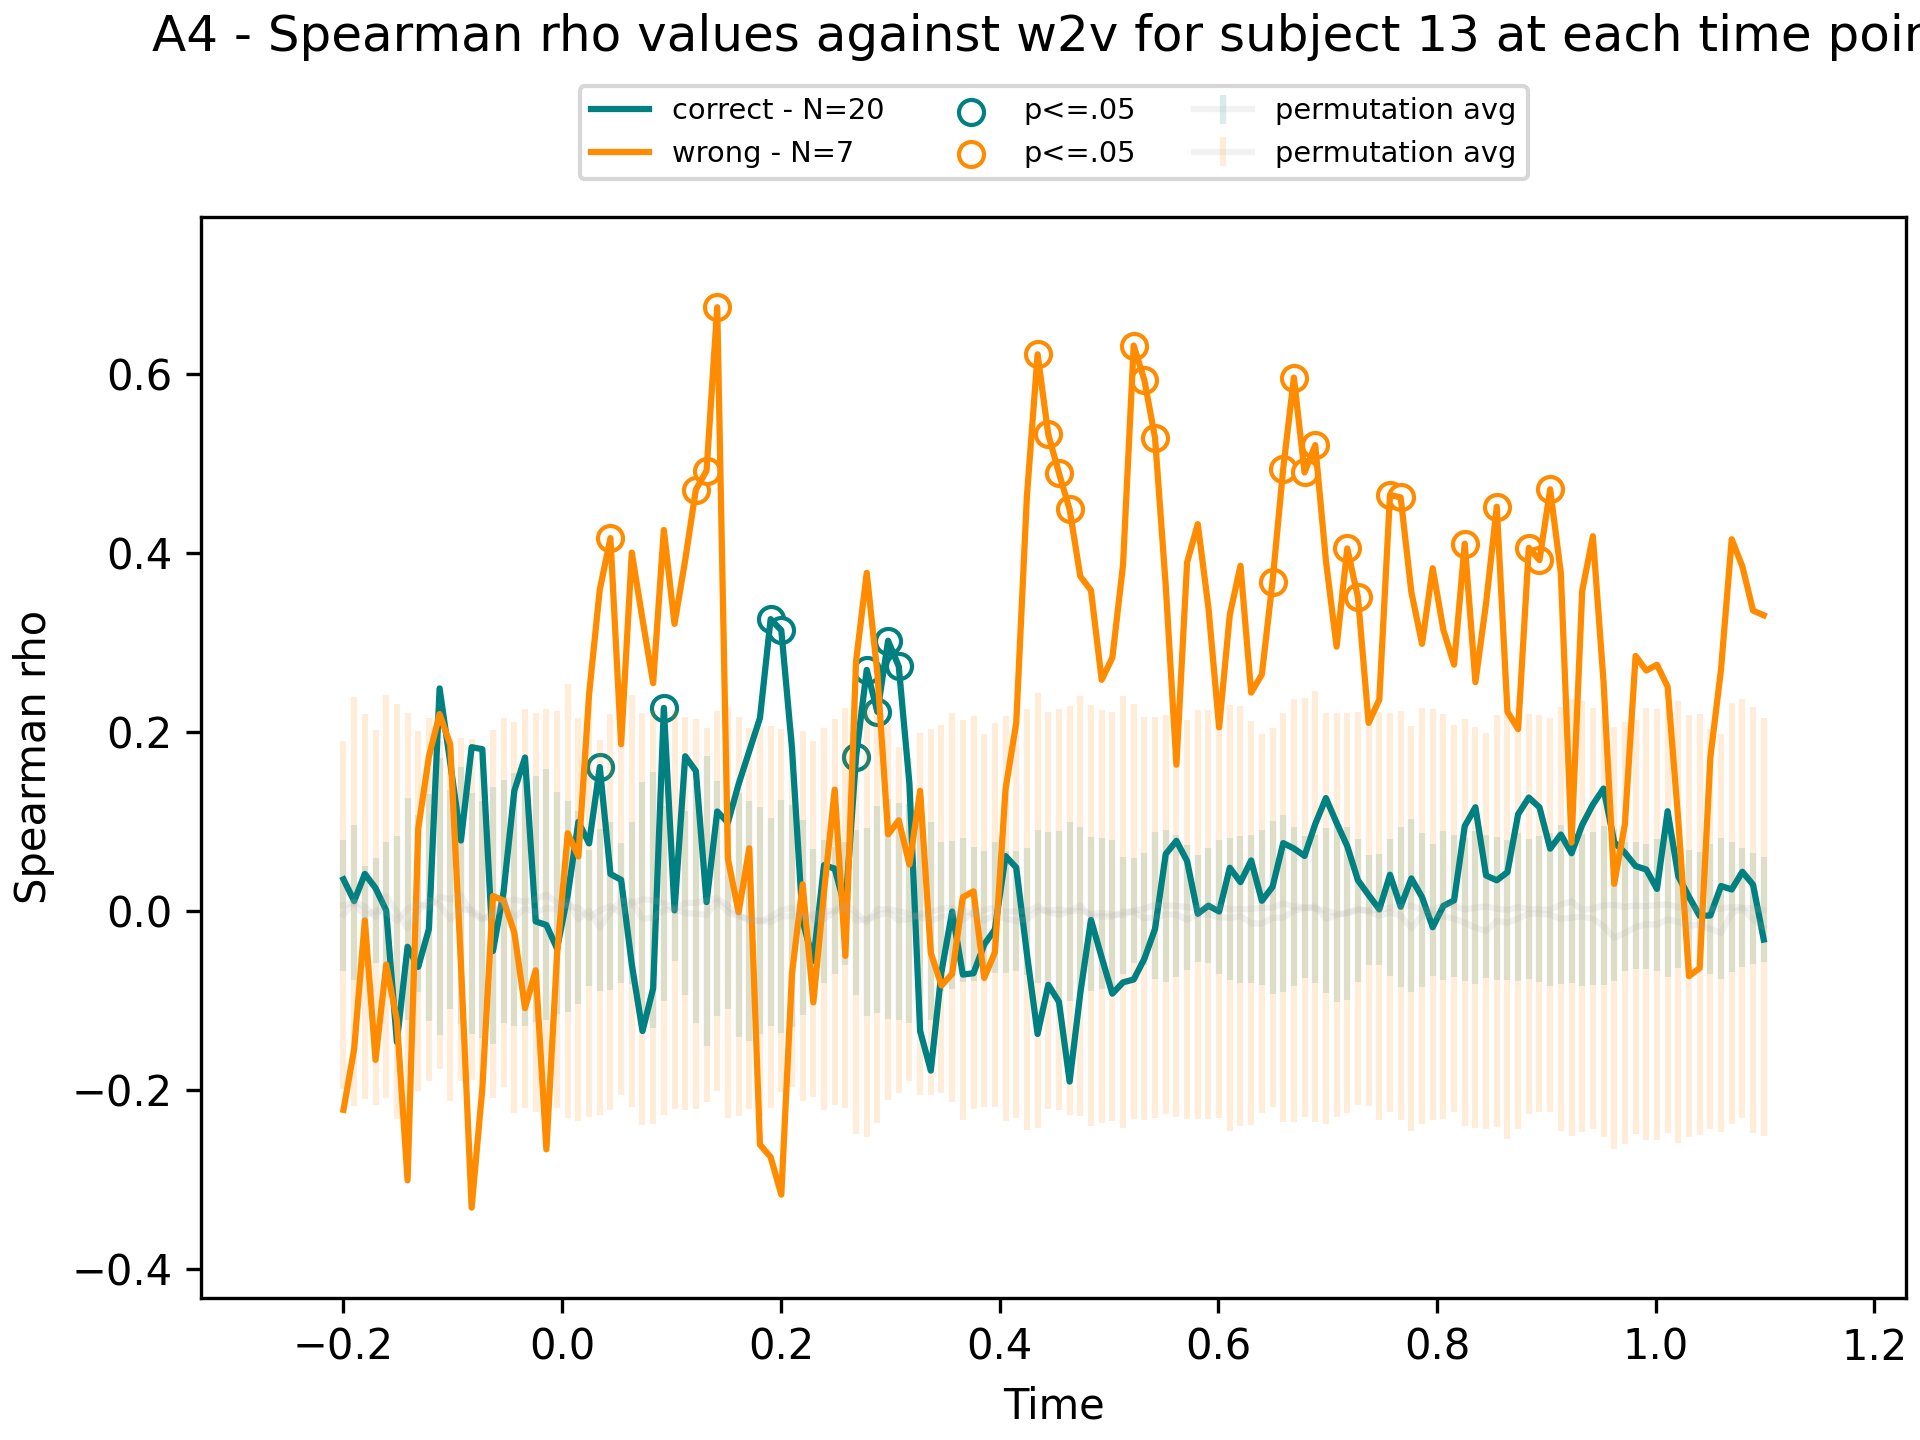 A4 - Spearman rho values against w2v for subject 13 at each time poin
correct - N=20 p<=.05 permutation avg
wrong - N=7 p<=.05 permutation avg
0.6
0.4
0.2
0.0
−0.2
−0.4
Spearman rho
−0.2 0.0 0.2 0.4 0.6 0.8 1.0 1.2
Time